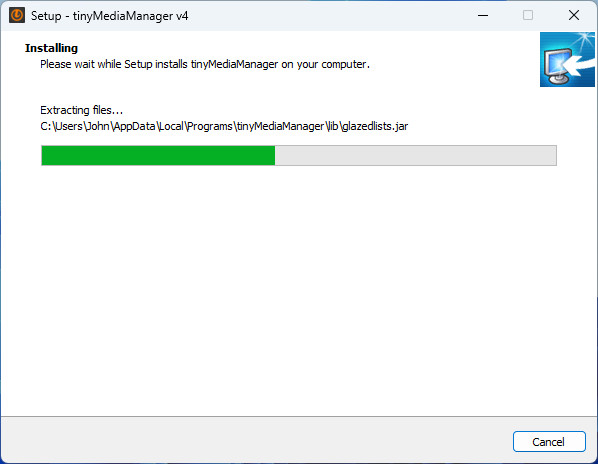 Setup - tinyMediaManager v4
Installing
Please wait while Setup installs tinyMediaManager on your computer.
Extracting files...
C:\Users\John\AppData\Local\Programs\tinyMediaManager\lib\glazedlists.jar
Cancel